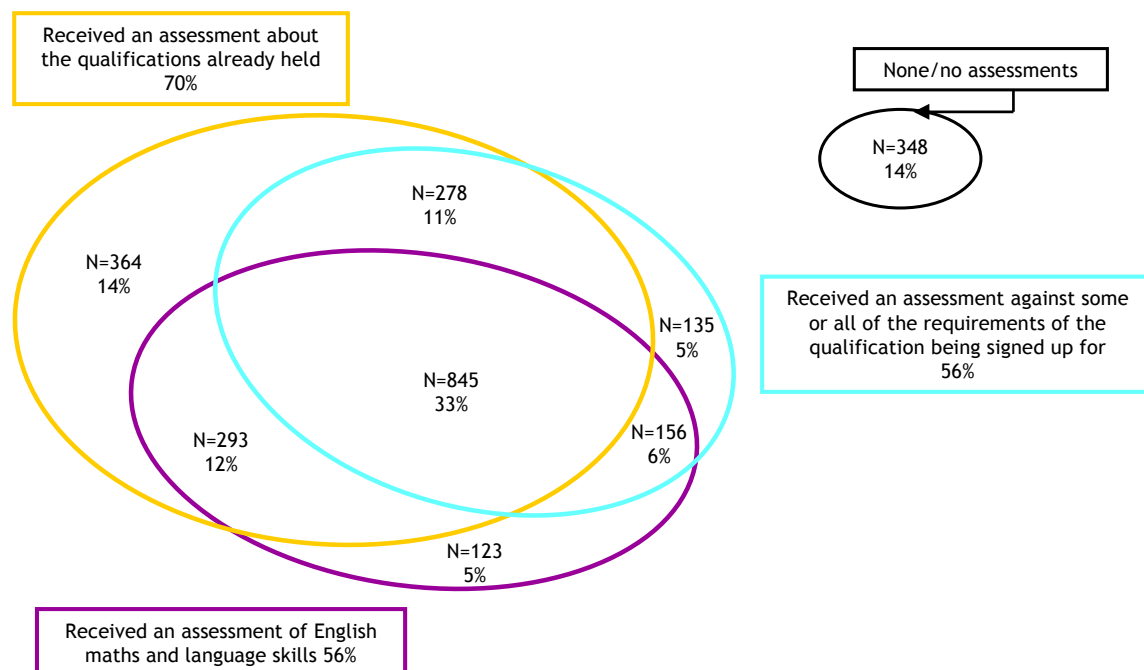 Received an assessment about
the qualifications already held
70%
None/no assessments
N=348
14%
N=278
11%
N=364
14%
N=135
5%
Received an assessment against some
or all of the requirements of the
qualification being signed up for
56%
N=845
33%
N=293
12%
N=156
6%
N=123
5%
Received an assessment of English
maths and language skills 56%